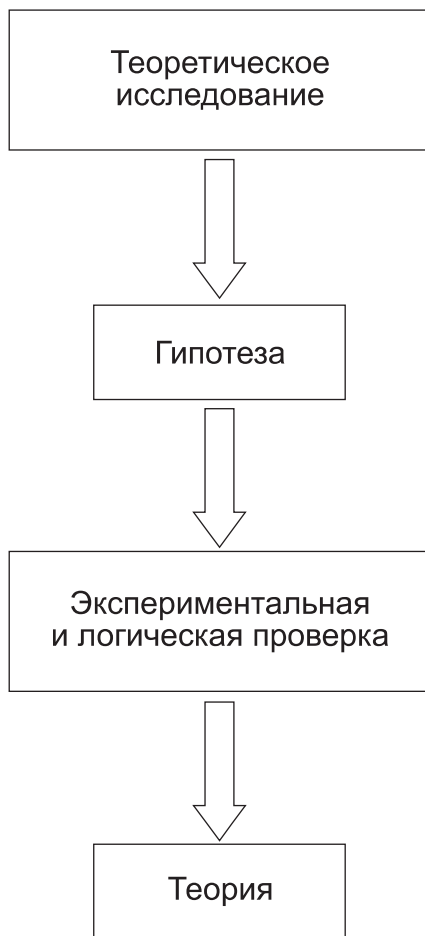 Теоретическое
исследование
Гипотеза
Экспериментальная
и логическая проверка
Теория